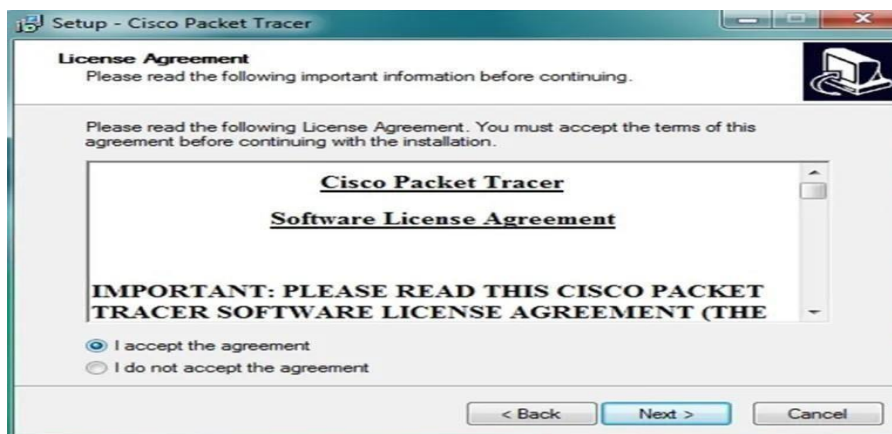 Setup - Cisco Packet Tracer
License Agreement
Please read the following important information before continuing.
Please read the following License Agreement. You must accept the terms of this
agreement before continuing with the installation.
Cisco Packet Tracer
Software License Agreement
IMPORTANT: PLEASE READ THIS CISCO PACKET
TRACER SOFTWARE LICENSE AGREEMENT (THE
I accept the agreement
I do not accept the agreement
< Back Next > Cancel